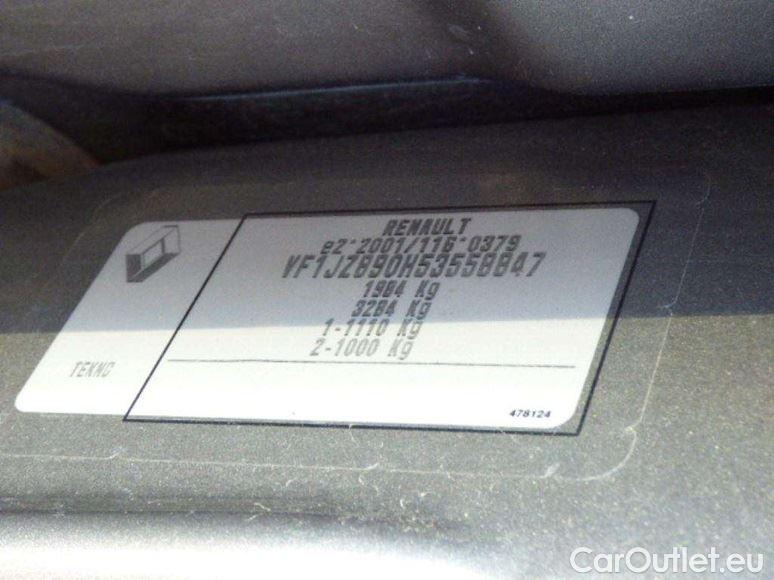 RENAULT
e2*2001/116*0379
VF1JZ890H53558847
1984 Kg
3284 Kg
1-1110 Kg
2-1000 Kg
TEKNC
478124
CarOutlet.eu